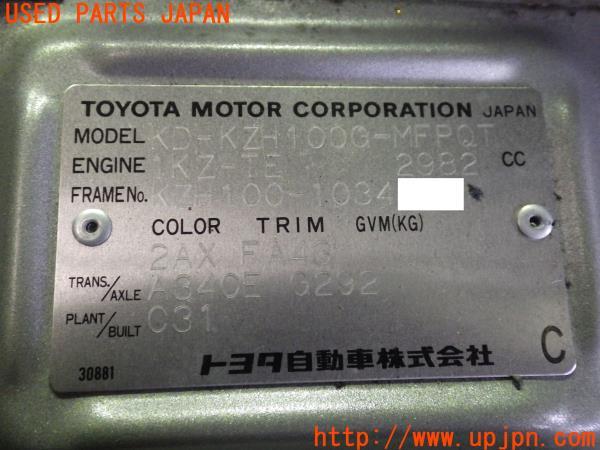 USED PARTS JAPAN
TOYOTA MOTOR CORPORATION JAPAN
MODEL KD-KZH100G-MFPQT
ENGINE 1KZ-TE 2982 CC
FRAME No. KZH100-1034
COLOR TRIM GVM(KG)
2AX FA43
TRANS./AXLE A340E G292
PLANT/BUILT C31
30881 トヨタ自動車株式会社 C
http://www.upjpn.com